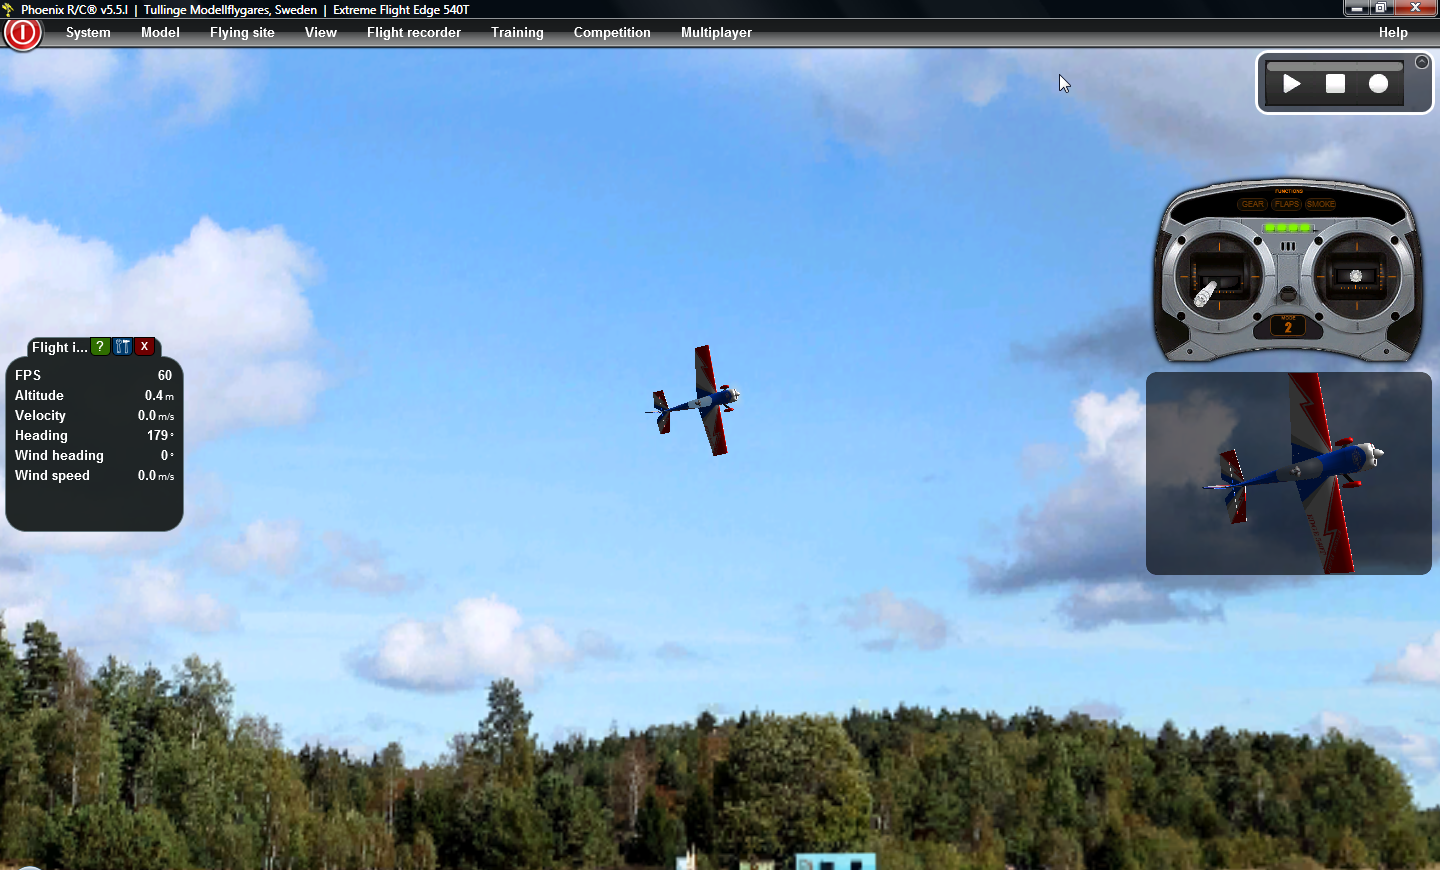 Phoenix R/C® v5.5.l | Tullinge Modellflygares, Sweden | Extreme Flight Edge 540T
System Model Flying site View Flight recorder Training Competition Multiplayer Help
FUNCTIONS
GEAR FLAPS SMOKE
MODE
2
Flight i... ? X
FPS 60
Altitude 0.4 m
Velocity 0.0 m/s
Heading 179 °
Wind heading 0 °
Wind speed 0.0 m/s